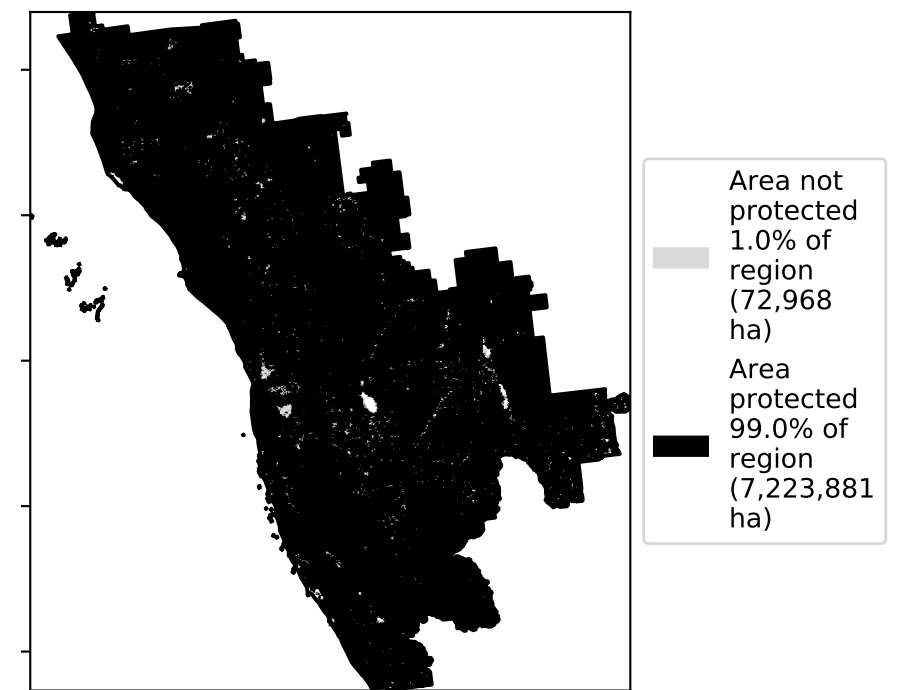 Area not
protected
1.0% of
region
(72,968
ha)
Area
protected
99.0% of
region
(7,223,881
ha)